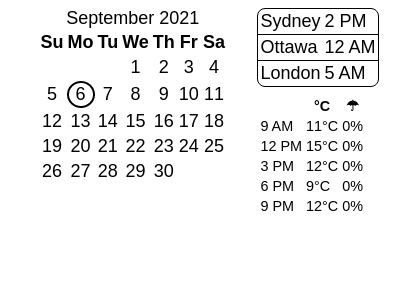 September 2021
Su Mo Tu We Th Fr Sa
1 2 3 4
5 6 7 8 9 10 11
12 13 14 15 16 17 18
19 20 21 22 23 24 25
26 27 28 29 30
Sydney 2 PM
Ottawa 12 AM
London 5 AM
°C ☂
9 AM 11°C 0%
12 PM 15°C 0%
3 PM 12°C 0%
6 PM 9°C 0%
9 PM 12°C 0%